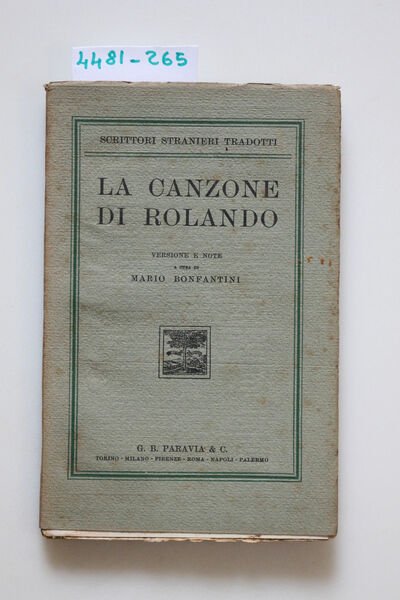 4481-265
SCRITTORI STRANIERI TRADOTTI
LA CANZONE
DI ROLANDO
VERSIONE E NOTE
A CURA DI
MARIO BONFANTINI
G. B. PARAVIA & C.
TORINO - MILANO - FIRENZE - ROMA - NAPOLI - PALERMO